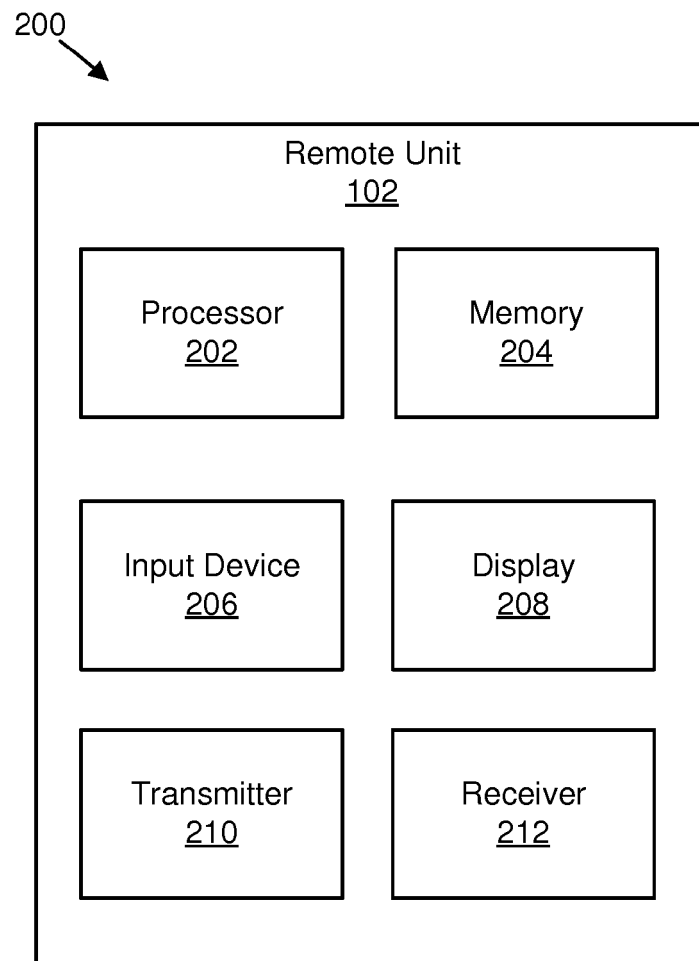 200
Remote Unit
102
Processor
202
Memory
204
Input Device
206
Display
208
Transmitter
210
Receiver
212